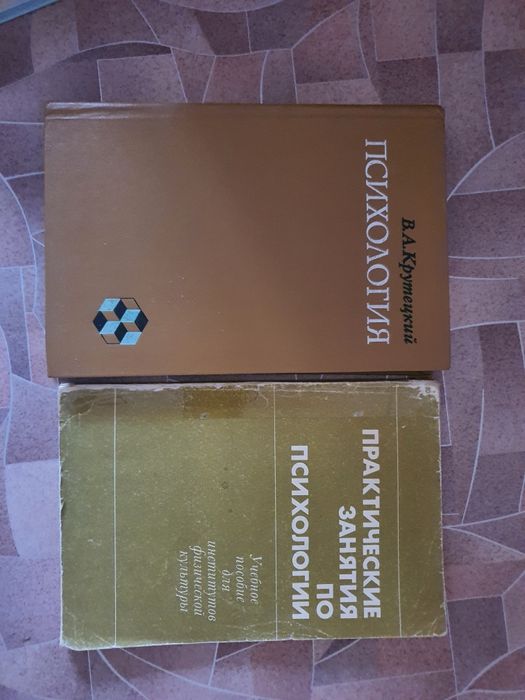 В.А.Крутецкий
ПСИХОЛОГИЯ
ПРАКТИЧЕСКИЕ
ЗАНЯТИЯ
ПО
ПСИХОЛОГИИ
Учебное
пособие
для
институтов
физической
культуры